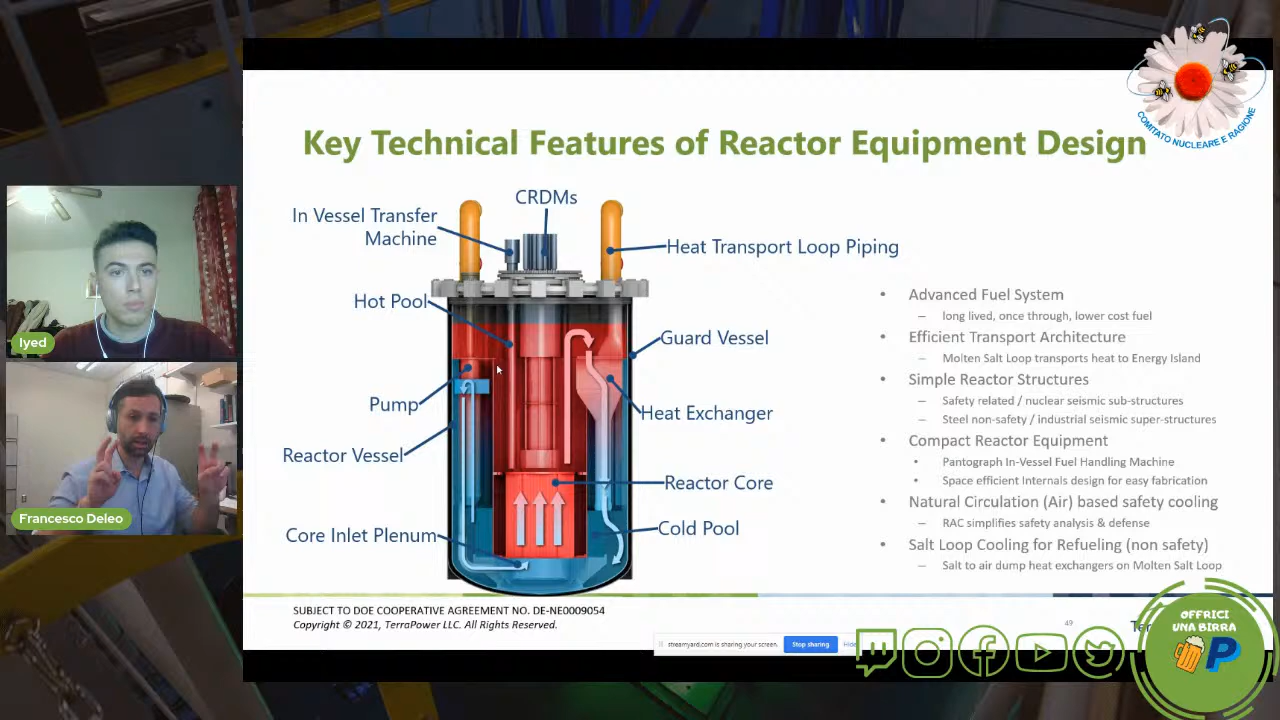 COMITATO NUCLEARE E RAGIONE
Key Technical Features of Reactor Equipment Design
CRDMs
In Vessel Transfer
Machine
Heat Transport Loop Piping
Hot Pool
Guard Vessel
Pump
Heat Exchanger
Reactor Vessel
Reactor Core
Cold Pool
Core Inlet Plenum
• Advanced Fuel System
– long lived, once through, lower cost fuel
• Efficient Transport Architecture
– Molten Salt Loop transports heat to Energy Island
• Simple Reactor Structures
– Safety related / nuclear seismic sub-structures
– Steel non-safety / industrial seismic super-structures
• Compact Reactor Equipment
• Pantograph In-Vessel Fuel Handling Machine
• Space efficient Internals design for easy fabrication
• Natural Circulation (Air) based safety cooling
– RAC simplifies safety analysis & defense
• Salt Loop Cooling for Refueling (non safety)
– Salt to air dump heat exchangers on Molten Salt Loop
Iyed
Francesco Deleo
SUBJECT TO DOE COOPERATIVE AGREEMENT NO. DE-NE0009054
Copyright © 2021, TerraPower LLC. All Rights Reserved.
49
streamyard.com is sharing your screen.
Stop sharing
Hide
OFFRICI
UNA BIRRA